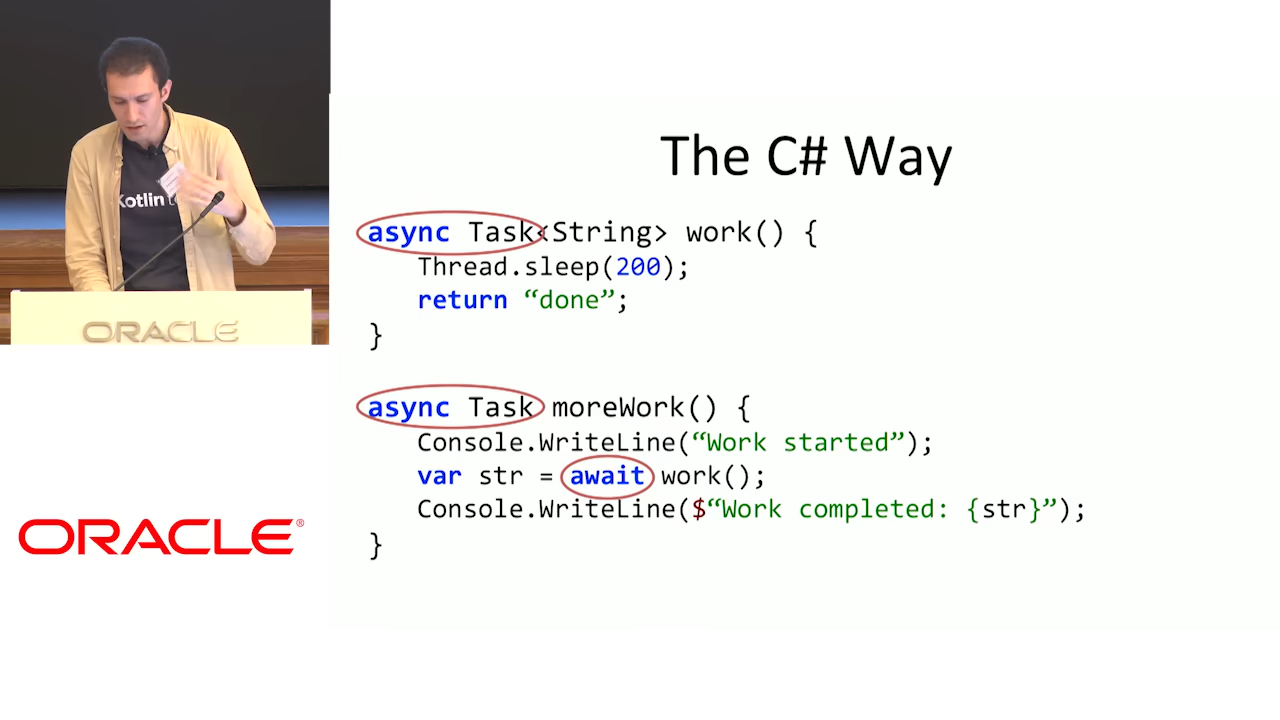 The C# Way
async Task<String> work() {
Thread.sleep(200);
return “done”;
}
async Task moreWork() {
Console.WriteLine(“Work started”);
var str = await work();
Console.WriteLine($“Work completed: {str}”);
}
Kotlin
ORACLE
ORACLE®